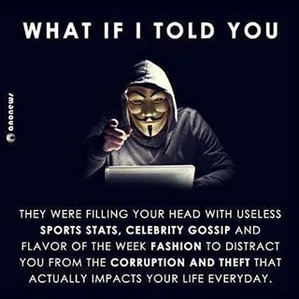 WHAT IF I TOLD YOU
anonews
THEY WERE FILLING YOUR HEAD WITH USELESS
SPORTS STATS, CELEBRITY GOSSIP AND
FLAVOR OF THE WEEK FASHION TO DISTRACT
YOU FROM THE CORRUPTION AND THEFT THAT
ACTUALLY IMPACTS YOUR LIFE EVERYDAY.